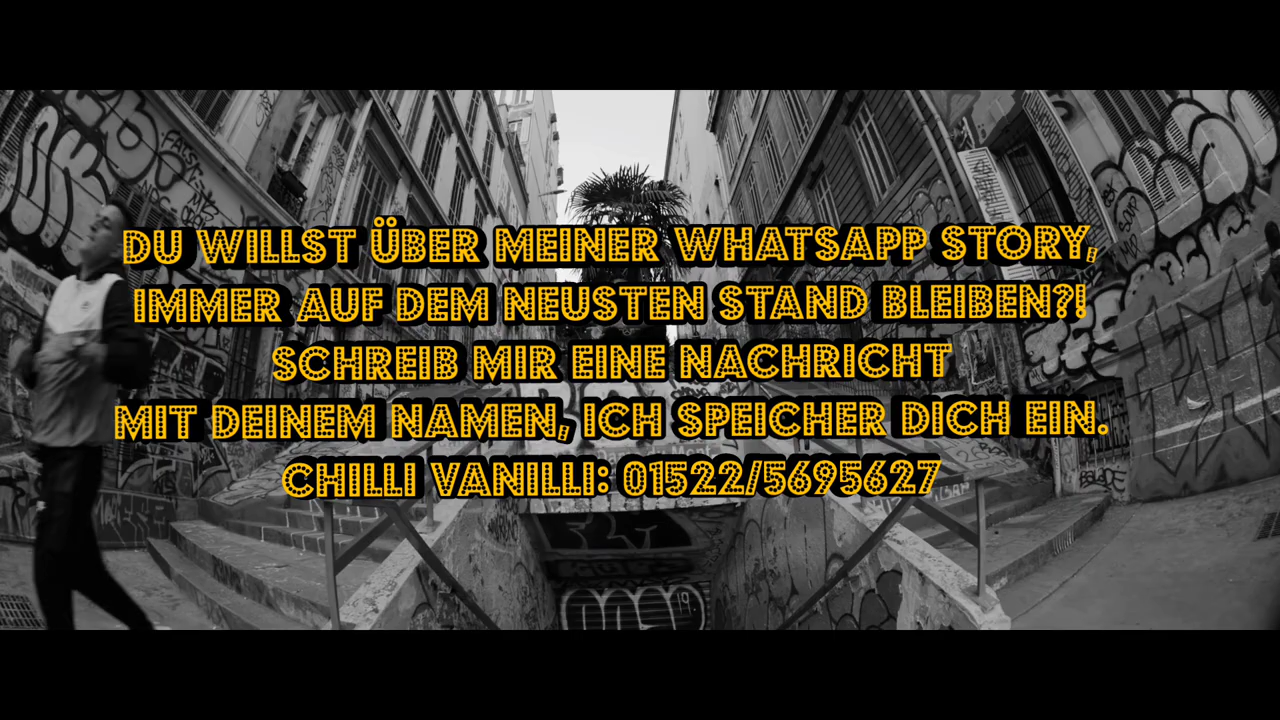 DU WILLST ÜBER MEINER WHATSAPP STORY,
IMMER AUF DEM NEUSTEN STAND BLEIBEN?!
SCHREIB MIR EINE NACHRICHT
MIT DEINEM NAMEN, ICH SPEICHER DICH EIN.
CHILLI VANILLI: 01522/5695627
19